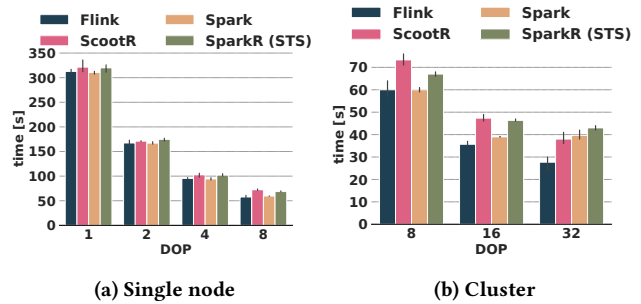 Flink Spark
ScootR SparkR (STS)
time [s]
350
300
250
200
150
100
50
0
1 2 4 8
DOP
(a) Single node
Flink Spark
ScootR SparkR (STS)
time [s]
70
60
50
40
30
20
10
0
8 16 32
DOP
(b) Cluster